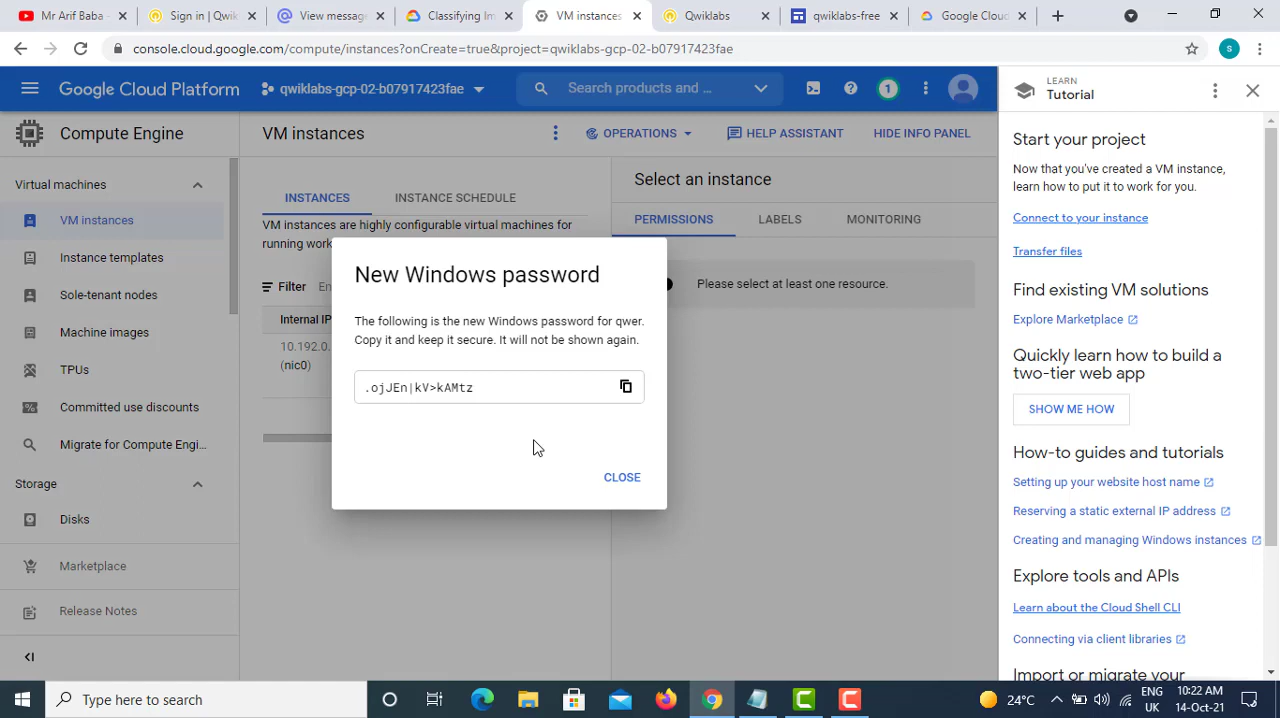 Mr Arif Baba -
Sign in | Qwik
View messag
Classifying Im
VM instances
Qwiklabs
qwiklabs-free
Google Cloud
console.cloud.google.com/compute/instances?onCreate=true&project=qwiklabs-gcp-02-b07917423fae
s
Google Cloud Platform
qwiklabs-gcp-02-b07917423fae
Search products and ...
1
LEARN
Tutorial
Compute Engine
VM instances
OPERATIONS
HELP ASSISTANT
HIDE INFO PANEL
Virtual machines
VM instances
Instance templates
Sole-tenant nodes
Machine images
TPUs
Committed use discounts
Migrate for Compute Engi...
Storage
Disks
Marketplace
Release Notes
INSTANCES
INSTANCE SCHEDULE
VM instances are highly configurable virtual machines for
running work
Filter
En
Internal IP
10.192.0.
(nic0)
Select an instance
PERMISSIONS
LABELS
MONITORING
Please select at least one resource.
New Windows password
The following is the new Windows password for qwer.
Copy it and keep it secure. It will not be shown again.
.ojJEn|kV>kAMtz
CLOSE
Start your project
Now that you've created a VM instance,
learn how to put it to work for you.
Connect to your instance
Transfer files
Find existing VM solutions
Explore Marketplace
Quickly learn how to build a
two-tier web app
SHOW ME HOW
How-to guides and tutorials
Setting up your website host name
Reserving a static external IP address
Creating and managing Windows instances
Explore tools and APIs
Learn about the Cloud Shell CLI
Connecting via client libraries
Import or migrate your
Type here to search
24°C
ENG
UK
10:22 AM
14-Oct-21